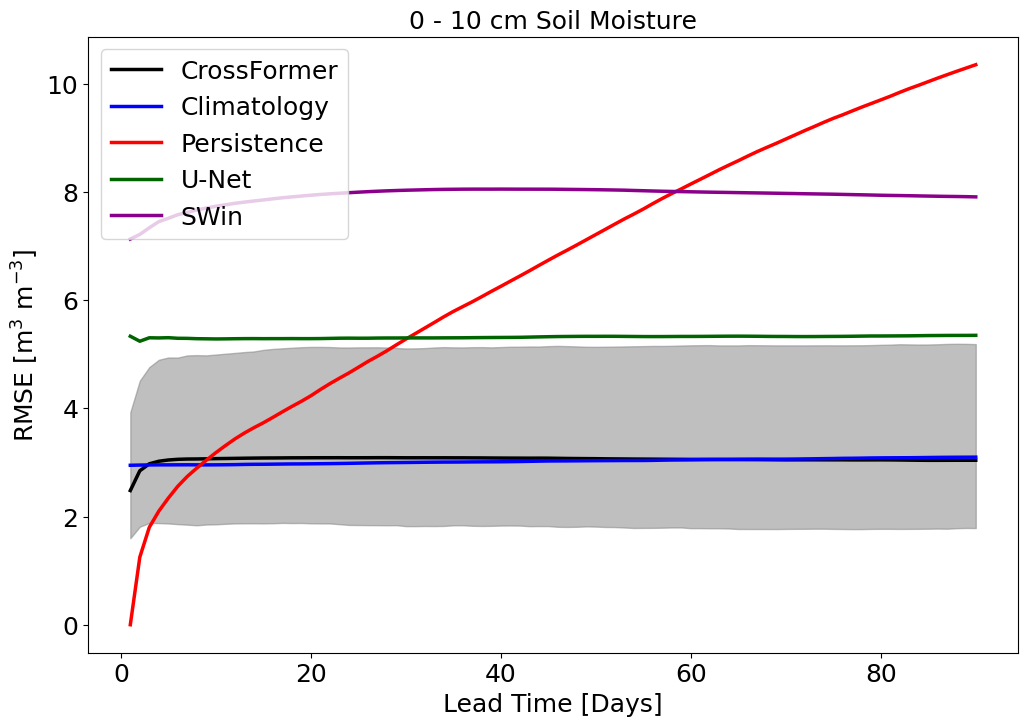 0 - 10 cm Soil Moisture
CrossFormer
Climatology
Persistence
U-Net
SWin
RMSE [m³ m⁻³]
10
8
6
4
2
0
0 20 40 60 80
Lead Time [Days]